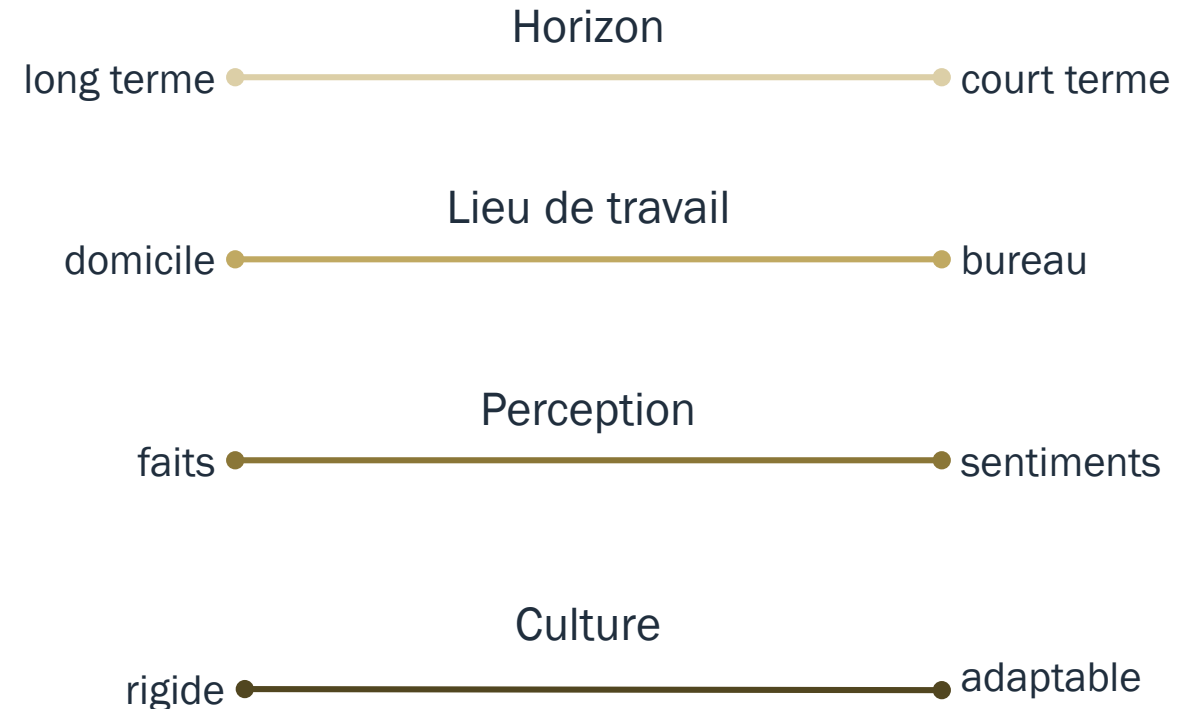 Horizon
long terme court terme
Lieu de travail
domicile bureau
Perception
faits sentiments
Culture
rigide adaptable